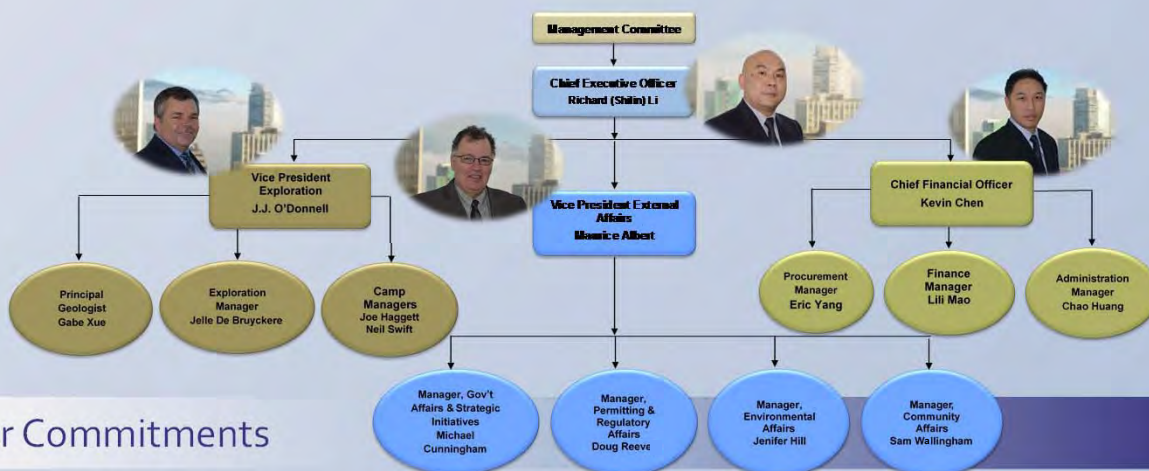 Management Committee
Chief Executive Officer
Richard (Shilin) Li
Vice President
Exploration
J.J. O'Donnell
Vice President External
Affairs
Maurice Albert
Chief Financial Officer
Kevin Chen
Principal
Geologist
Gabe Xue
Exploration
Manager
Jelle De Bruyckere
Camp
Managers
Joe Haggett
Neil Swift
Procurement
Manager
Eric Yang
Finance
Manager
Lili Mao
Administration
Manager
Chao Huang
Manager, Gov't
Affairs & Strategic
Initiatives
Michael
Cunningham
Manager,
Permitting &
Regulatory
Affairs
Doug Reeve
Manager,
Environmental
Affairs
Jenifer Hill
Manager,
Community
Affairs
Sam Wallingham
r Commitments